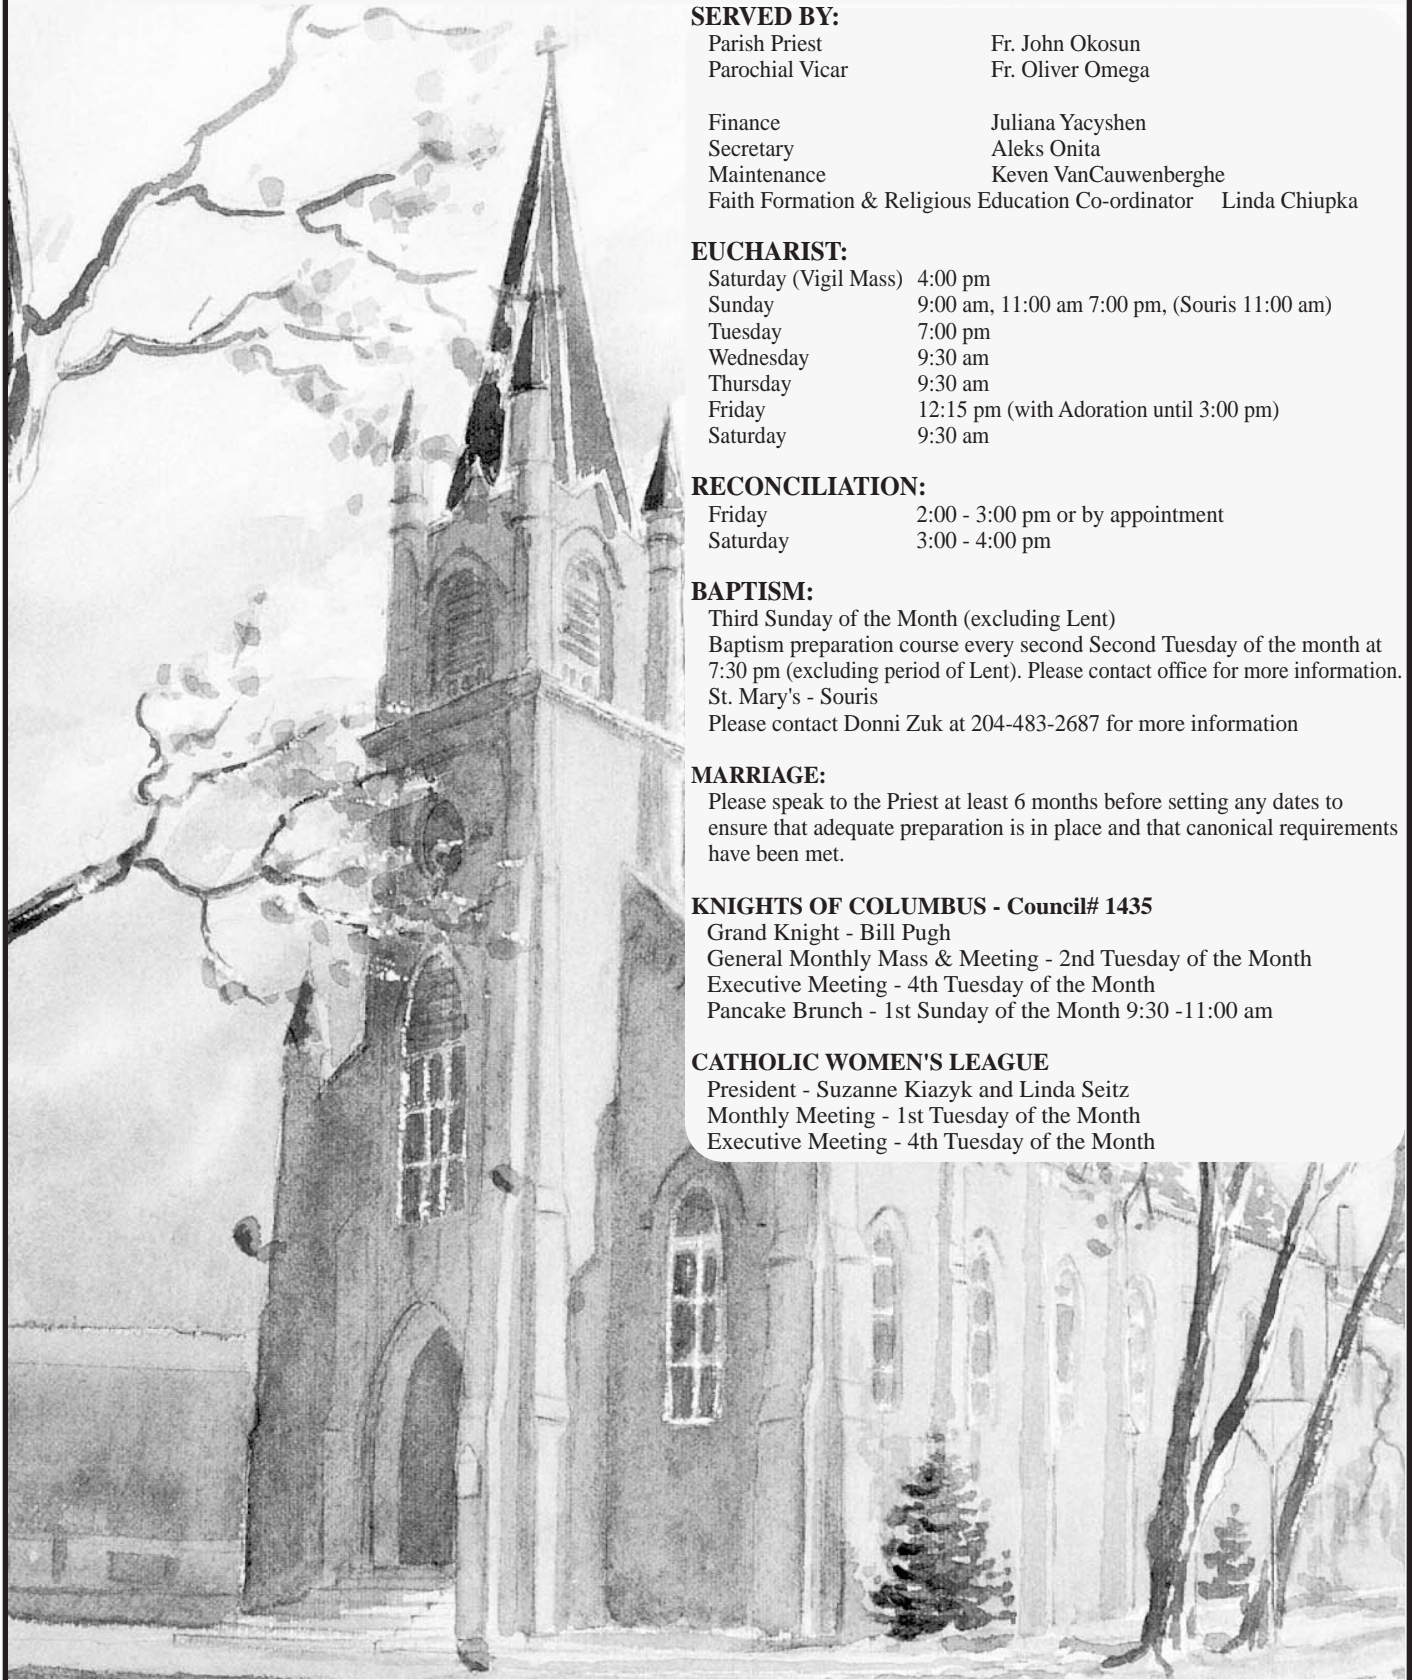 SERVED BY:
Parish Priest Fr. John Okosun
Parochial Vicar Fr. Oliver Omega
Finance Juliana Yacyshen
Secretary Aleks Onita
Maintenance Keven VanCauwenberghe
Faith Formation & Religious Education Co-ordinator Linda Chiupka
EUCHARIST:
Saturday (Vigil Mass) 4:00 pm
Sunday 9:00 am, 11:00 am 7:00 pm, (Souris 11:00 am)
Tuesday 7:00 pm
Wednesday 9:30 am
Thursday 9:30 am
Friday 12:15 pm (with Adoration until 3:00 pm)
Saturday 9:30 am
RECONCILIATION:
Friday 2:00 - 3:00 pm or by appointment
Saturday 3:00 - 4:00 pm
BAPTISM:
Third Sunday of the Month (excluding Lent)
Baptism preparation course every second Second Tuesday of the month at
7:30 pm (excluding period of Lent). Please contact office for more information.
St. Mary's - Souris
Please contact Donni Zuk at 204-483-2687 for more information
MARRIAGE:
Please speak to the Priest at least 6 months before setting any dates to
ensure that adequate preparation is in place and that canonical requirements
have been met.
KNIGHTS OF COLUMBUS - Council# 1435
Grand Knight - Bill Pugh
General Monthly Mass & Meeting - 2nd Tuesday of the Month
Executive Meeting - 4th Tuesday of the Month
Pancake Brunch - 1st Sunday of the Month 9:30 -11:00 am
CATHOLIC WOMEN'S LEAGUE
President - Suzanne Kiazyk and Linda Seitz
Monthly Meeting - 1st Tuesday of the Month
Executive Meeting - 4th Tuesday of the Month